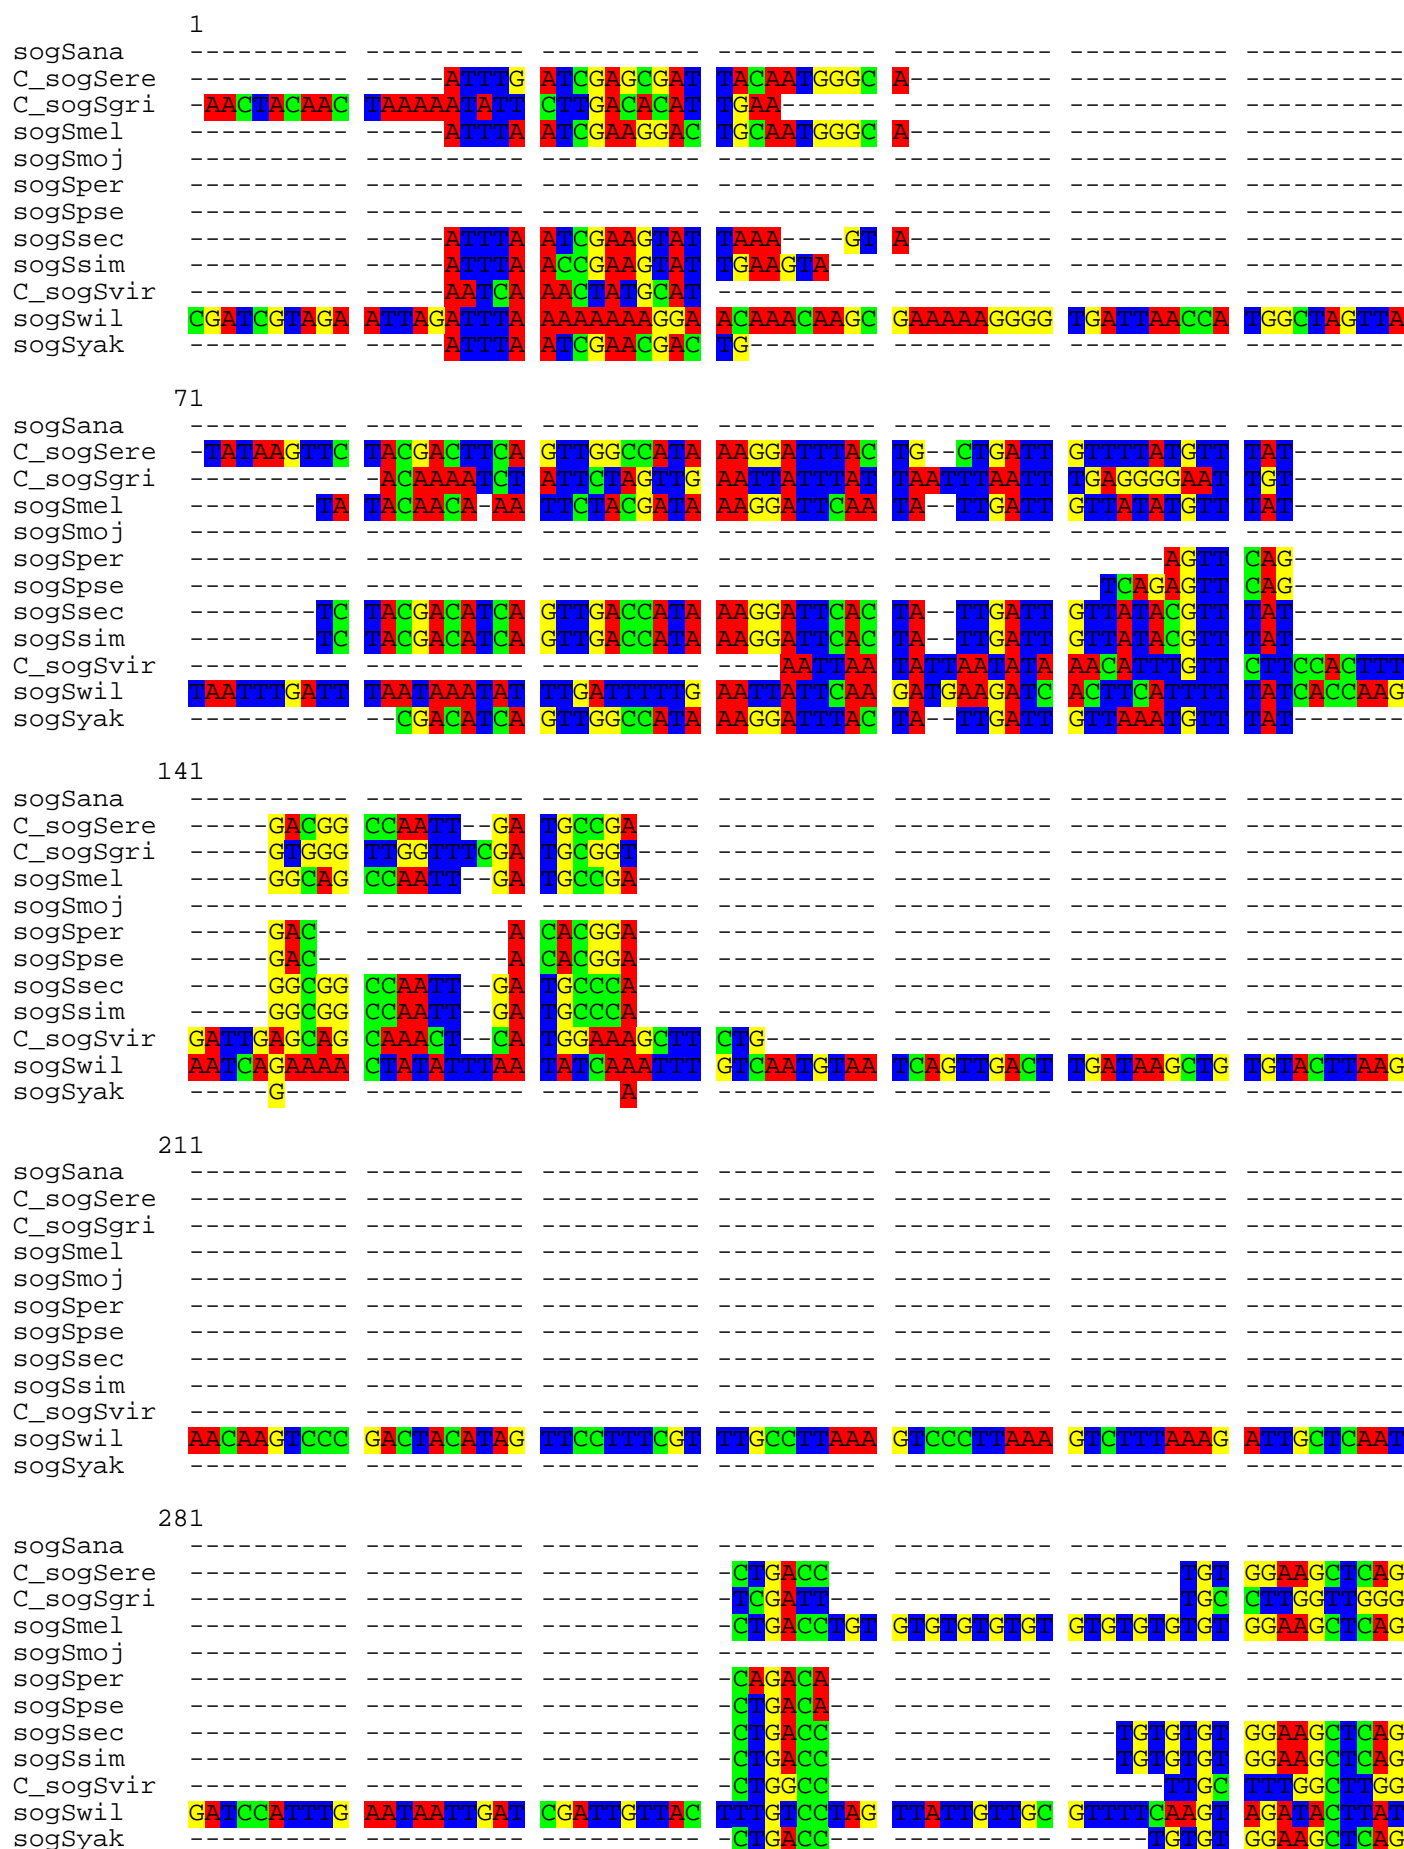 1
sogSana ---------- ---------- ---------- ---------- ---------- ---------- ----------
C_sogSere ---------- -----ATTTG ATCGAGCGAT TACAATGGGC A--------- ---------- ----------
C_sogSgri -AACTACAAC TAAAAATATT CTTGACACAT TGAA------ ---------- ---------- ----------
sogSmel ---------- -----ATTTA ATCGAAGGAC TGCAATGGGC A--------- ---------- ----------
sogSmoj ---------- ---------- ---------- ---------- ---------- ---------- ----------
sogSper ---------- ---------- ---------- ---------- ---------- ---------- ----------
sogSpse ---------- ---------- ---------- ---------- ---------- ---------- ----------
sogSsec ---------- -----ATTTA ATCGAAGTAT TAAA----GT A--------- ---------- ----------
sogSsim ---------- -----ATTTA ACCGAAGTAT TGAAGTA--- ---------- ---------- ----------
C_sogSvir ---------- -----AATCA AACTATGCAT ---------- ---------- ---------- ----------
sogSwil CGATCGTAGA ATTAGATTTA AAAAAAAGGA ACAAACAAGC GAAAAAGGGG TGATTAACCA TGGCTAGTTA
sogSyak ---------- -----ATTTA ATCGAACGAC TG-------- ---------- ---------- ----------
71
sogSana ---------- ---------- ---------- ---------- ---------- ---------- ----------
C_sogSere -TATAAGTTC TACGACTTCA GTTGGCCATA AAGGATTTAC TG--CTGATT GTTTTATGTT TAT-------
C_sogSgri ---------- -ACAAAATCT ATTCTAGTTG AATTATTTAT TAATTTAATT TGAGGGGAAT TGT-------
sogSmel --------TA TACAACA-AA TTCTACGATA AAGGATTCAA TA--TTGATT GTTATATGTT TAT-------
sogSmoj ---------- ---------- ---------- ---------- ---------- ---------- ----------
sogSper ---------- ---------- ---------- ---------- ---------- ------AGTT CAG-------
sogSpse ---------- ---------- ---------- ---------- ---------- --TCAGAGTT CAG-------
sogSsec --------TC TACGACATCA GTTGACCATA AAGGATTCAC TA--TTGATT GTTATACGTT TAT-------
sogSsim --------TC TACGACATCA GTTGACCATA AAGGATTCAC TA--TTGATT GTTATACGTT TAT-------
C_sogSvir ---------- ---------- ---------- ----AATTAA TATTAATATA AACATTTGTT CTTCCACTTT
sogSwil TAATTTGATT TAATAAATAT TTGATTTTTG AATTATTCAA GATGAAGATC ACTTCATTTT TATCACCAAG
sogSyak ---------- --CGACATCA GTTGGCCATA AAGGATTTAC TA--TTGATT GTTAAATGTT TAT-------
141
sogSana ---------- ---------- ---------- ---------- ---------- ---------- ----------
C_sogSere -----GACGG CCAATT--GA TGCCGA---- ---------- ---------- ---------- ----------
C_sogSgri -----GTGGG TTGGTTTCGA TGCGGT---- ---------- ---------- ---------- ----------
sogSmel -----GGCAG CCAATT--GA TGCCGA---- ---------- ---------- ---------- ----------
sogSmoj ---------- ---------- ---------- ---------- ---------- ---------- ----------
sogSper -----GAC-- ---------A CACGGA---- ---------- ---------- ---------- ----------
sogSpse -----GAC-- ---------A CACGGA---- ---------- ---------- ---------- ----------
sogSsec -----GGCGG CCAATT--GA TGCCCA---- ---------- ---------- ---------- ----------
sogSsim -----GGCGG CCAATT--GA TGCCCA---- ---------- ---------- ---------- ----------
C_sogSvir GATTGAGCAG CAAACT--CA TGGAAAGCTT CTG------- ---------- ---------- ----------
sogSwil AATCAGAAAA CTATATTTAA TATCAAATTT GTCAATGTAA TCAGTTGACT TGATAAGCTG TGTACTTAAG
sogSyak -----G---- ---------- -----A---- ---------- ---------- ---------- ----------
211
sogSana ---------- ---------- ---------- ---------- ---------- ---------- ----------
C_sogSere ---------- ---------- ---------- ---------- ---------- ---------- ----------
C_sogSgri ---------- ---------- ---------- ---------- ---------- ---------- ----------
sogSmel ---------- ---------- ---------- ---------- ---------- ---------- ----------
sogSmoj ---------- ---------- ---------- ---------- ---------- ---------- ----------
sogSper ---------- ---------- ---------- ---------- ---------- ---------- ----------
sogSpse ---------- ---------- ---------- ---------- ---------- ---------- ----------
sogSsec ---------- ---------- ---------- ---------- ---------- ---------- ----------
sogSsim ---------- ---------- ---------- ---------- ---------- ---------- ----------
C_sogSvir ---------- ---------- ---------- ---------- ---------- ---------- ----------
sogSwil AACAAGTCCC GACTACATAG TTCCTTTCGT TTGCCTTAAA GTCCCTTAAA GTCTTTAAAG ATTGCTCAAT
sogSyak ---------- ---------- ---------- ---------- ---------- ---------- ----------
281
sogSana ---------- ---------- ---------- ---------- ---------- ---------- ----------
C_sogSere ---------- ---------- ---------- -CTGACC--- ---------- -------TGT GGAAGCTCAG
C_sogSgri ---------- ---------- ---------- -TCGATT--- ---------- -------TGC CTTGGTTGGG
sogSmel ---------- ---------- ---------- -CTGACCTGT GTGTGTGTGT GTGTGTGTGT GGAAGCTCAG
sogSmoj ---------- ---------- ---------- ---------- ---------- ---------- ----------
sogSper ---------- ---------- ---------- -CAGACA--- ---------- ---------- ----------
sogSpse ---------- ---------- ---------- -CTGACA--- ---------- ---------- ----------
sogSsec ---------- ---------- ---------- -CTGACC--- ---------- ---TGTGTGT GGAAGCTCAG
sogSsim ---------- ---------- ---------- -CTGACC--- ---------- ---TGTGTGT GGAAGCTCAG
C_sogSvir ---------- ---------- ---------- -CTGGCC--- ---------- ------TTGC TTTGGCTTGG
sogSwil GATCCATTTG AATAATTGAT CGATTGTTAC TTTGTCCTAG TTATTGTTGC GTTTTCAAGT AGATACTTAT
sogSyak ---------- ---------- ---------- -CTGACC--- ---------- -----TGTGT GGAAGCTCAG